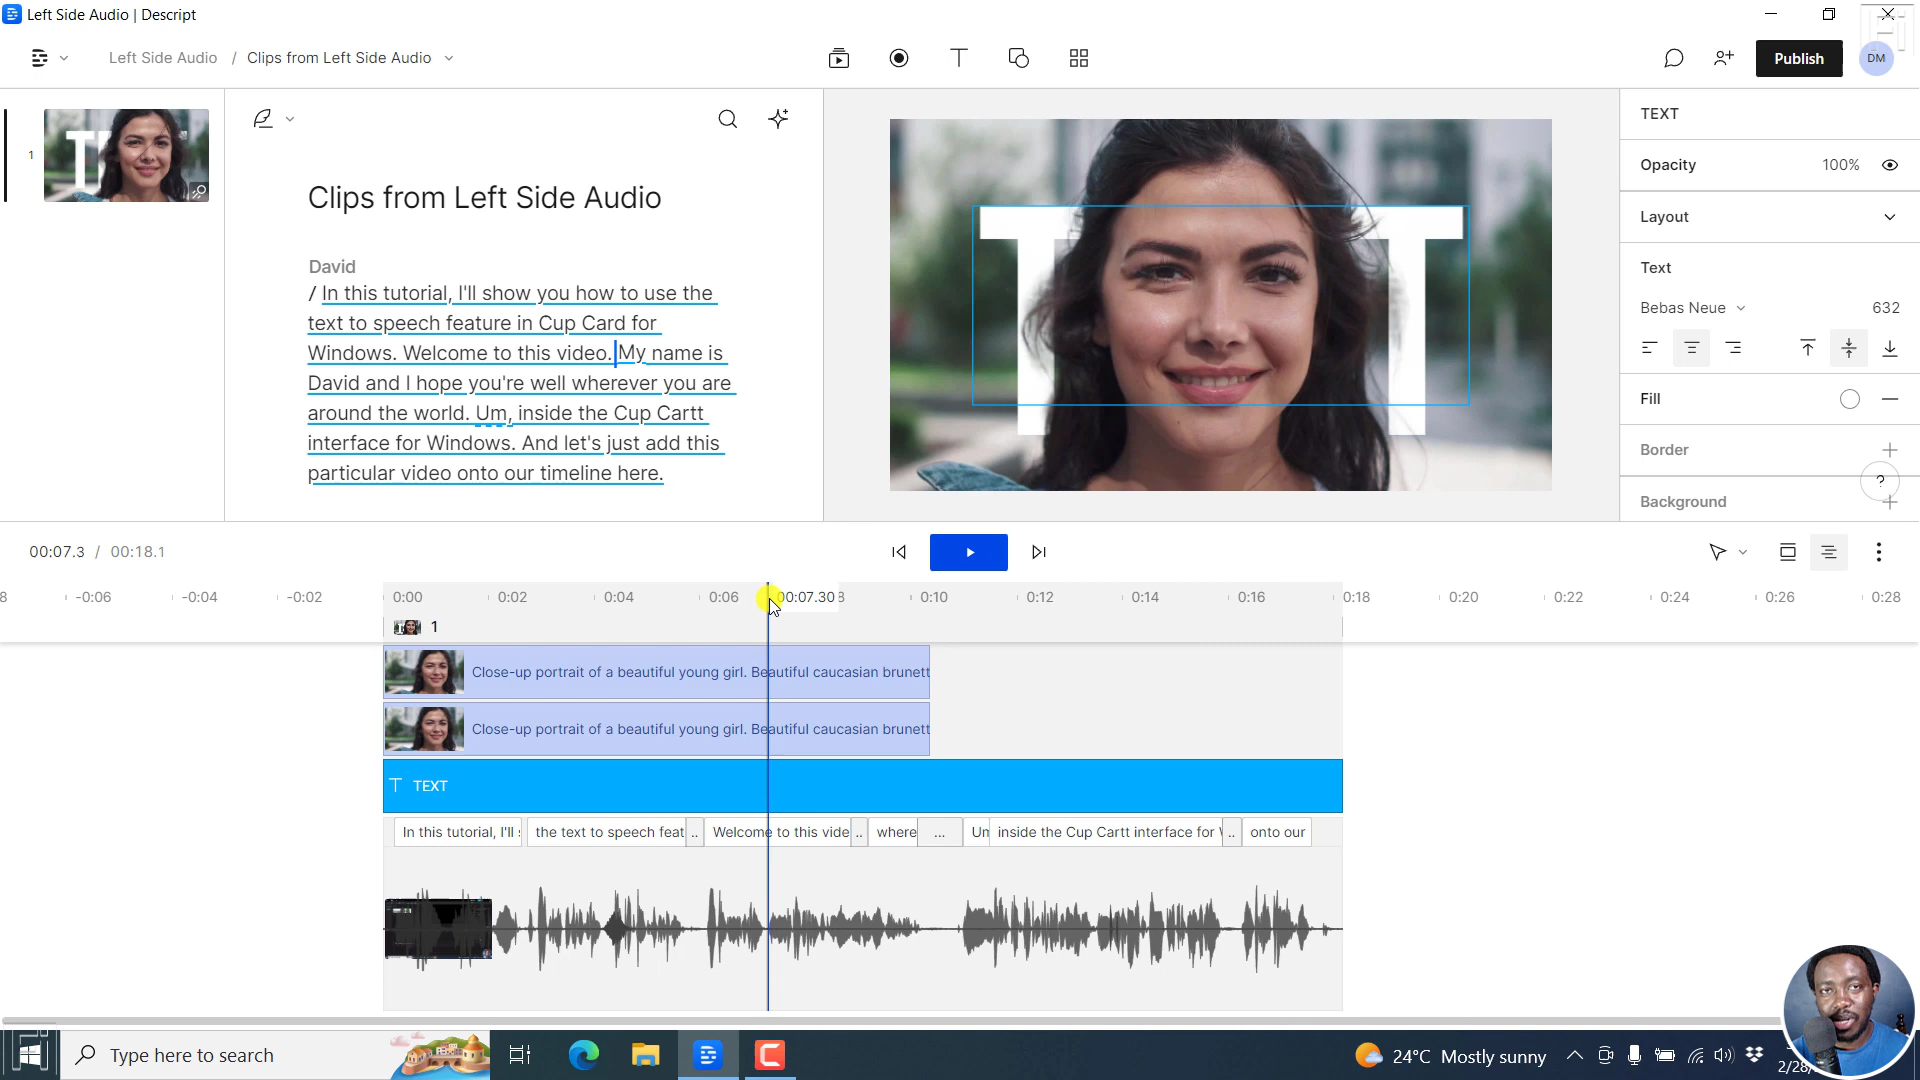 Left Side Audio | Descript
Left Side Audio / Clips from Left Side Audio
Publish
DM
1
Clips from Left Side Audio
David
/ In this tutorial, I'll show you how to use the
text to speech feature in Cup Card for
Windows. Welcome to this video. My name is
David and I hope you're well wherever you are
around the world. Um, inside the Cup Cartt
interface for Windows. And let's just add this
particular video onto our timeline here.
TEXT
Opacity 100%
Layout
Text
Bebas Neue 632
Fill
Border
?
Background
00:07.3 / 00:18.1
8 -0:06 -0:04 -0:02 0:00 0:02 0:04 0:06 00:07.30 8 0:10 0:12 0:14 0:16 0:18 0:20 0:22 0:24 0:26 0:28
1
Close-up portrait of a beautiful young girl. Beautiful caucasian brunett
Close-up portrait of a beautiful young girl. Beautiful caucasian brunett
T TEXT
In this tutorial, I'll the text to speech feat .. Welcome to this vide .. where ... Um inside the Cup Cartt interface for .. onto our
Type here to search
24°C Mostly sunny
2/28/